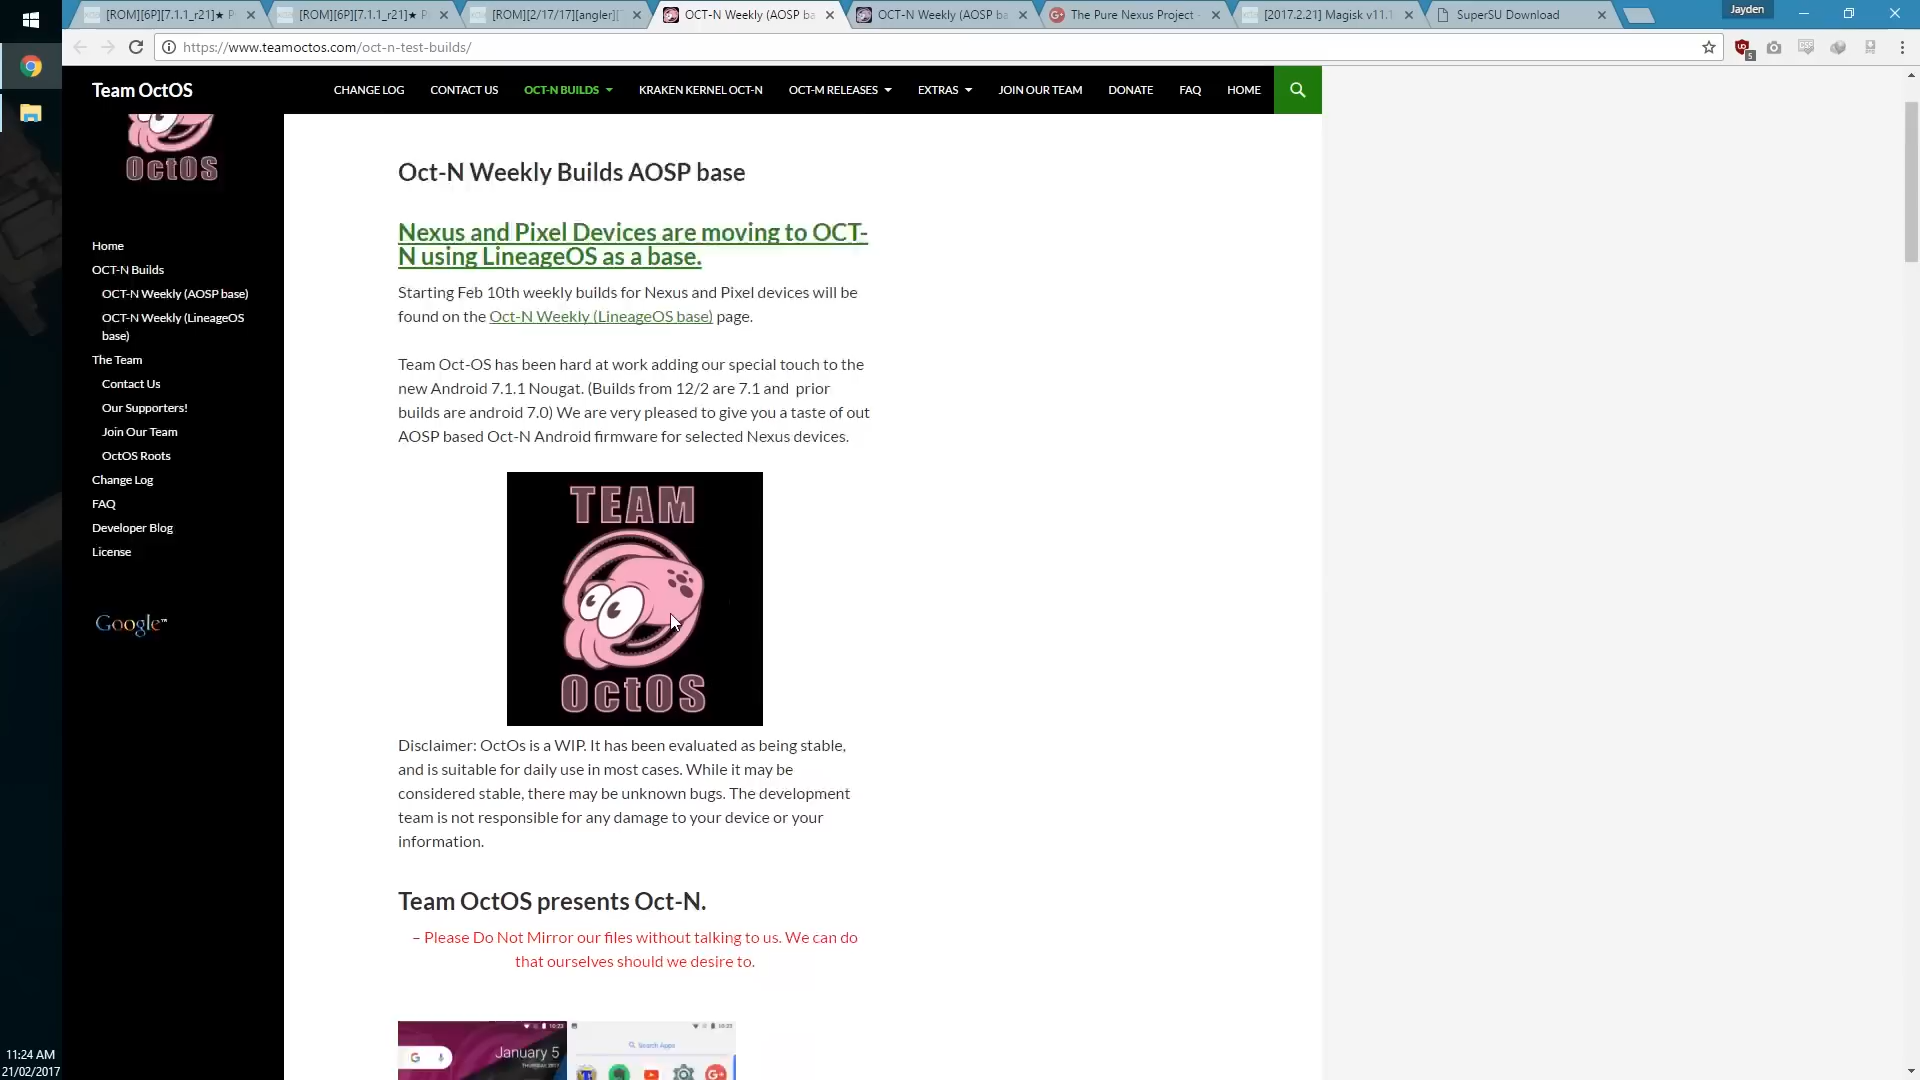 [ROM][6P][7.1.1_r21]★ P
[ROM][6P][7.1.1_r21]★ P
[ROM][2/17/17][angler][
OCT-N Weekly (AOSP ba
OCT-N Weekly (AOSP ba
The Pure Nexus Project -
[2017.2.21] Magisk v11.1
SuperSU Download
Jayden
https://www.teamoctos.com/oct-n-test-builds/
Team OctOS
CHANGE LOG
CONTACT US
OCT-N BUILDS
KRAKEN KERNEL OCT-N
OCT-M RELEASES
EXTRAS
JOIN OUR TEAM
DONATE
FAQ
HOME
OctOS
Home
OCT-N Builds
OCT-N Weekly (AOSP base)
OCT-N Weekly (LineageOS
base)
The Team
Contact Us
Our Supporters!
Join Our Team
OctOS Roots
Change Log
FAQ
Developer Blog
License
Google™
Oct-N Weekly Builds AOSP base
Nexus and Pixel Devices are moving to OCT-
N using LineageOS as a base.
Starting Feb 10th weekly builds for Nexus and Pixel devices will be
found on the Oct-N Weekly (LineageOS base) page.
Team Oct-OS has been hard at work adding our special touch to the
new Android 7.1.1 Nougat. (Builds from 12/2 are 7.1 and prior
builds are android 7.0) We are very pleased to give you a taste of out
AOSP based Oct-N Android firmware for selected Nexus devices.
TEAM
OctOS
Disclaimer: OctOs is a WIP. It has been evaluated as being stable,
and is suitable for daily use in most cases. While it may be
considered stable, there may be unknown bugs. The development
team is not responsible for any damage to your device or your
information.
Team OctOS presents Oct-N.
– Please Do Not Mirror our files without talking to us. We can do
that ourselves should we desire to.
January 5
Search Apps
11:24 AM
21/02/2017